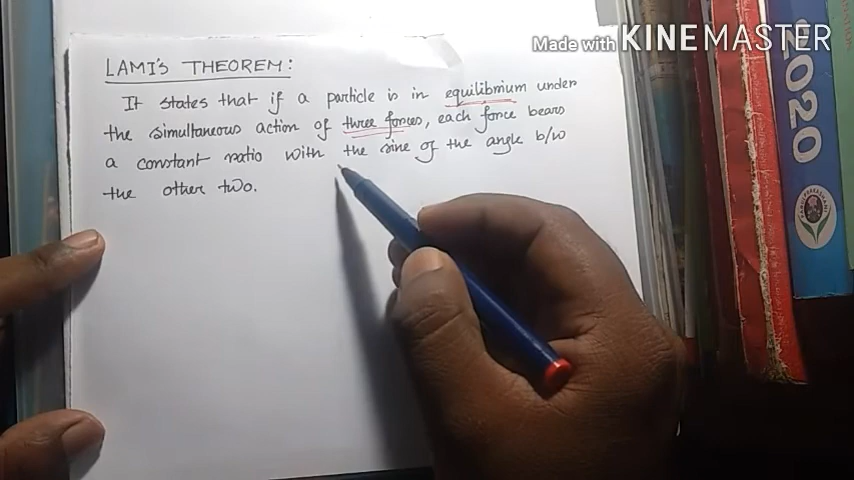 Made with KINEMASTER
LAMI'S THEOREM:
It states that if a particle is in equilibrium under
the simultaneous action of three forces, each force bears
a constant ratio with the sine of the angle b/w
the other two.
2020